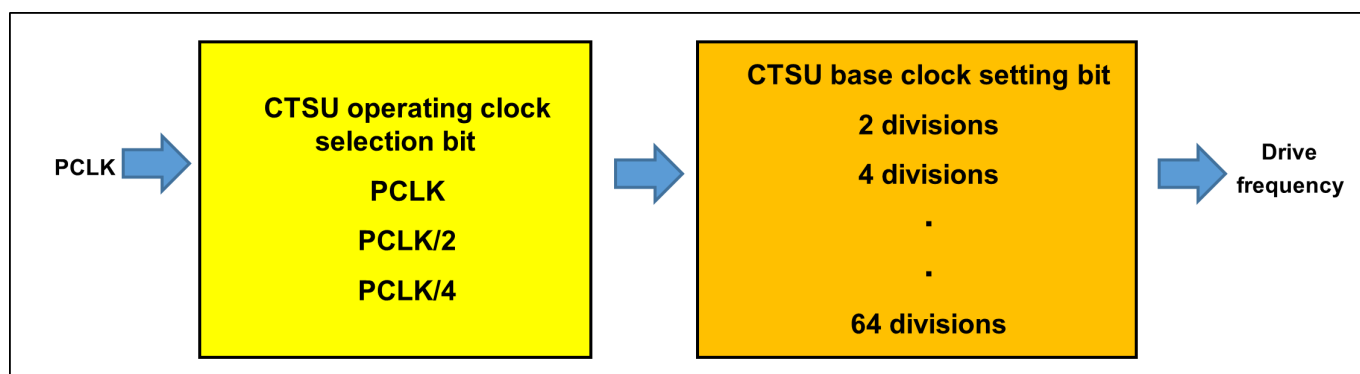 PCLK
CTSU operating clock
selection bit
PCLK
PCLK/2
PCLK/4
CTSU base clock setting bit
2 divisions
4 divisions
.
.
64 divisions
Drive
frequency